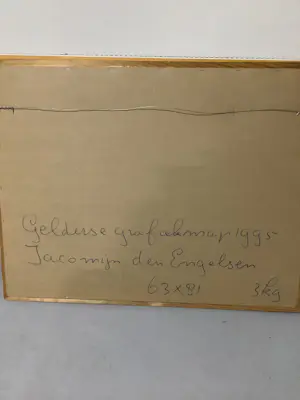 Gelderse grafiekmap 1995
Jacomijn den Engelsen
63 x 81 3kg